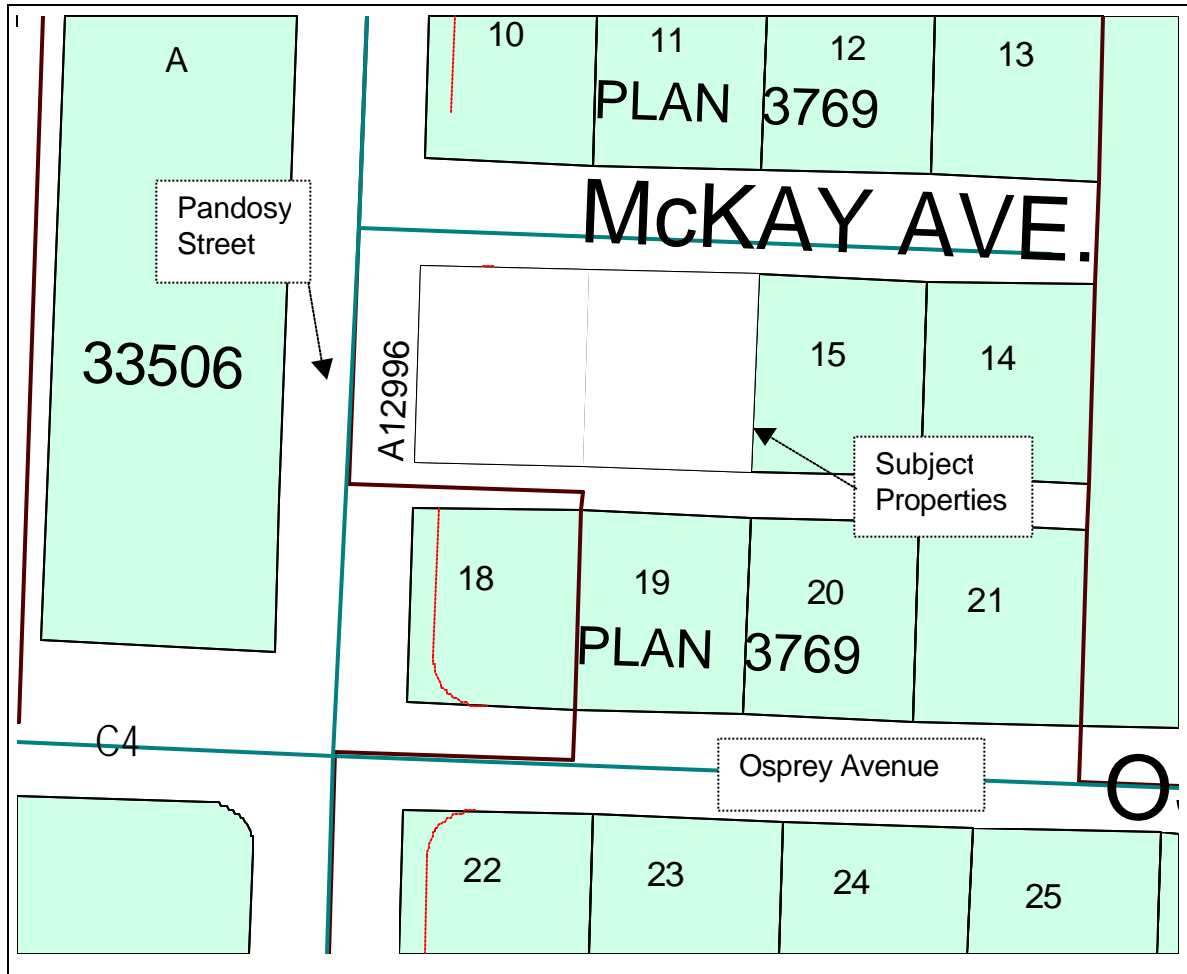 A
10
11
12
13
PLAN 3769
McKAY AVE.
Pandosy
Street
33506
A12996
15
14
Subject
Properties
18
19
20
21
PLAN 3769
C4
Osprey Avenue
O
22
23
24
25